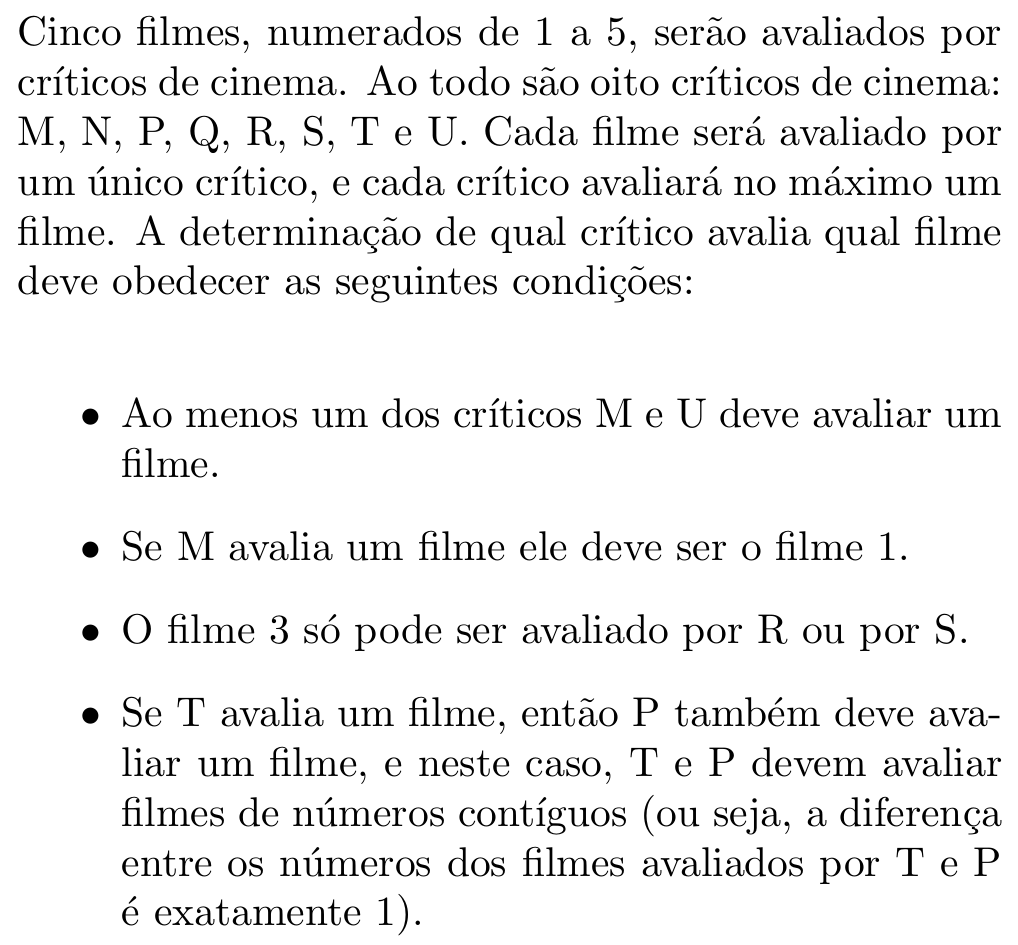 Cinco filmes, numerados de 1 a 5, serão avaliados por
críticos de cinema. Ao todo são oito críticos de cinema:
M, N, P, Q, R, S, T e U. Cada filme será avaliado por
um único crítico, e cada crítico avaliará no máximo um
filme. A determinação de qual crítico avalia qual filme
deve obedecer as seguintes condições:
• Ao menos um dos críticos M e U deve avaliar um
filme.
• Se M avalia um filme ele deve ser o filme 1.
• O filme 3 só pode ser avaliado por R ou por S.
• Se T avalia um filme, então P também deve ava-
liar um filme, e neste caso, T e P devem avaliar
filmes de números contíguos (ou seja, a diferença
entre os números dos filmes avaliados por T e P
é exatamente 1).